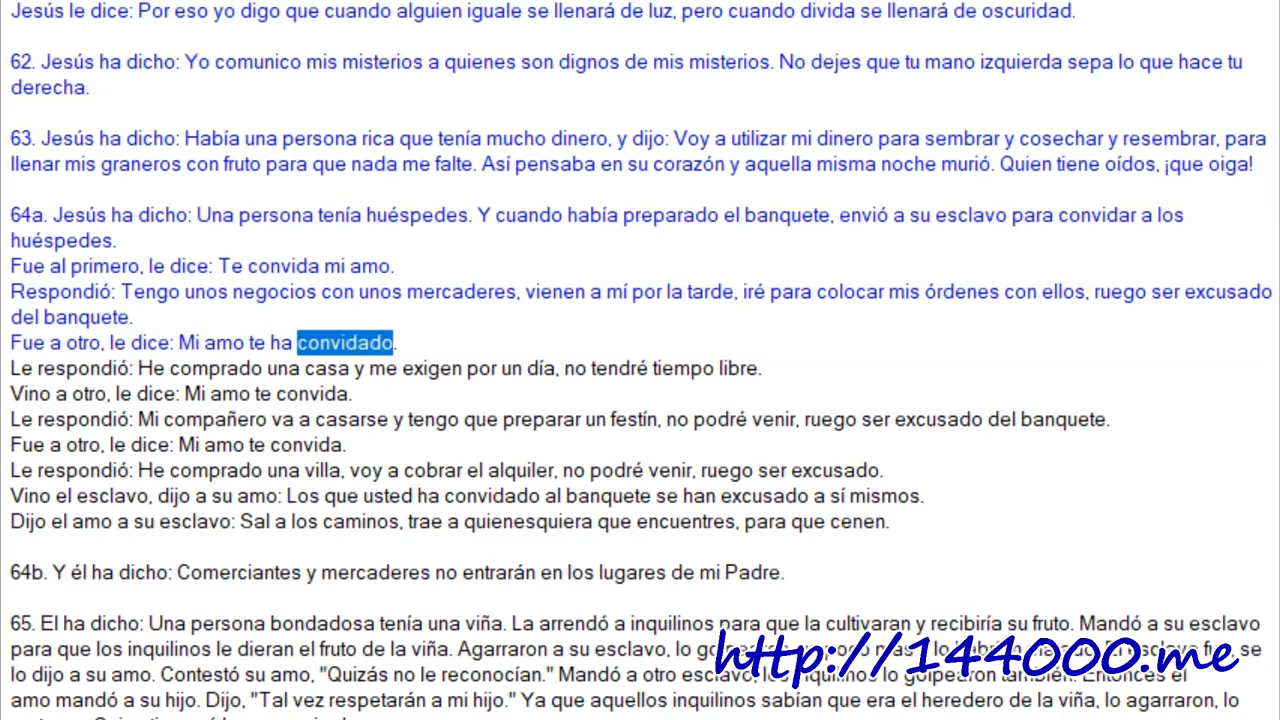 Jesús le dice: Por eso yo digo que cuando alguien iguale se llenará de luz, pero cuando divida se llenará de oscuridad.
62. Jesús ha dicho: Yo comunico mis misterios a quienes son dignos de mis misterios. No dejes que tu mano izquierda sepa lo que hace tu
derecha.
63. Jesús ha dicho: Había una persona rica que tenía mucho dinero, y dijo: Voy a utilizar mi dinero para sembrar y cosechar y resembrar, para
llenar mis graneros con fruto para que nada me falte. Así pensaba en su corazón y aquella misma noche murió. Quien tiene oídos, ¡que oiga!
64a. Jesús ha dicho: Una persona tenía huéspedes. Y cuando había preparado el banquete, envió a su esclavo para convidar a los
huéspedes.
Fue al primero, le dice: Te convida mi amo.
Respondió: Tengo unos negocios con unos mercaderes, vienen a mí por la tarde, iré para colocar mis órdenes con ellos, ruego ser excusado
del banquete.
Fue a otro, le dice: Mi amo te ha convidado.
Le respondió: He comprado una casa y me exigen por un día, no tendré tiempo libre.
Vino a otro, le dice: Mi amo te convida.
Le respondió: Mi compañero va a casarse y tengo que preparar un festín, no podré venir, ruego ser excusado del banquete.
Fue a otro, le dice: Mi amo te convida.
Le respondió: He comprado una villa, voy a cobrar el alquiler, no podré venir, ruego ser excusado.
Vino el esclavo, dijo a su amo: Los que usted ha convidado al banquete se han excusado a sí mismos.
Dijo el amo a su esclavo: Sal a los caminos, trae a quienesquiera que encuentres, para que cenen.
64b. Y él ha dicho: Comerciantes y mercaderes no entrarán en los lugares de mi Padre.
65. El ha dicho: Una persona bondadosa tenía una viña. La arrendó a inquilinos para que la cultivaran y recibiría su fruto. Mandó a su esclavo
para que los inquilinos le dieran el fruto de la viña. Agarraron a su esclavo, lo se
lo dijo a su amo. Contestó su amo, "Quizás no le reconocían." Mandó a otro esclavo, lo golpearon también. Entonces el
amo mandó a su hijo. Dijo, "Tal vez respetarán a mi hijo." Ya que aquellos inquilinos sabían que era el heredero de la viña, lo agarraron, lo
http://144000.me